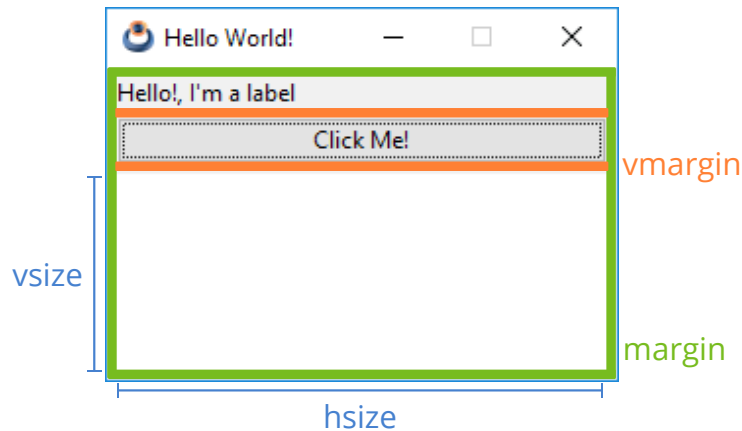 Hello World!
Hello!, I'm a label
Click Me!
vmargin
vsize
margin
hsize